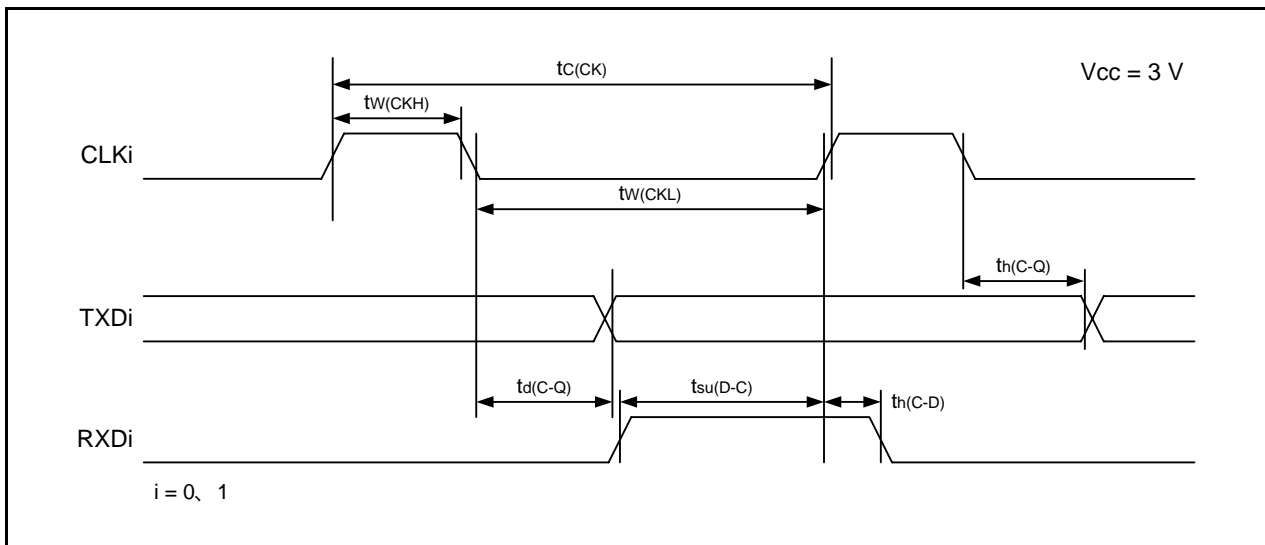 tC(CK)
Vcc = 3 V
tW(CKH)
CLKi
tW(CKL)
th(C-Q)
TXDi
td(C-Q)
tsu(D-C)
th(C-D)
RXDi
i = 0、 1